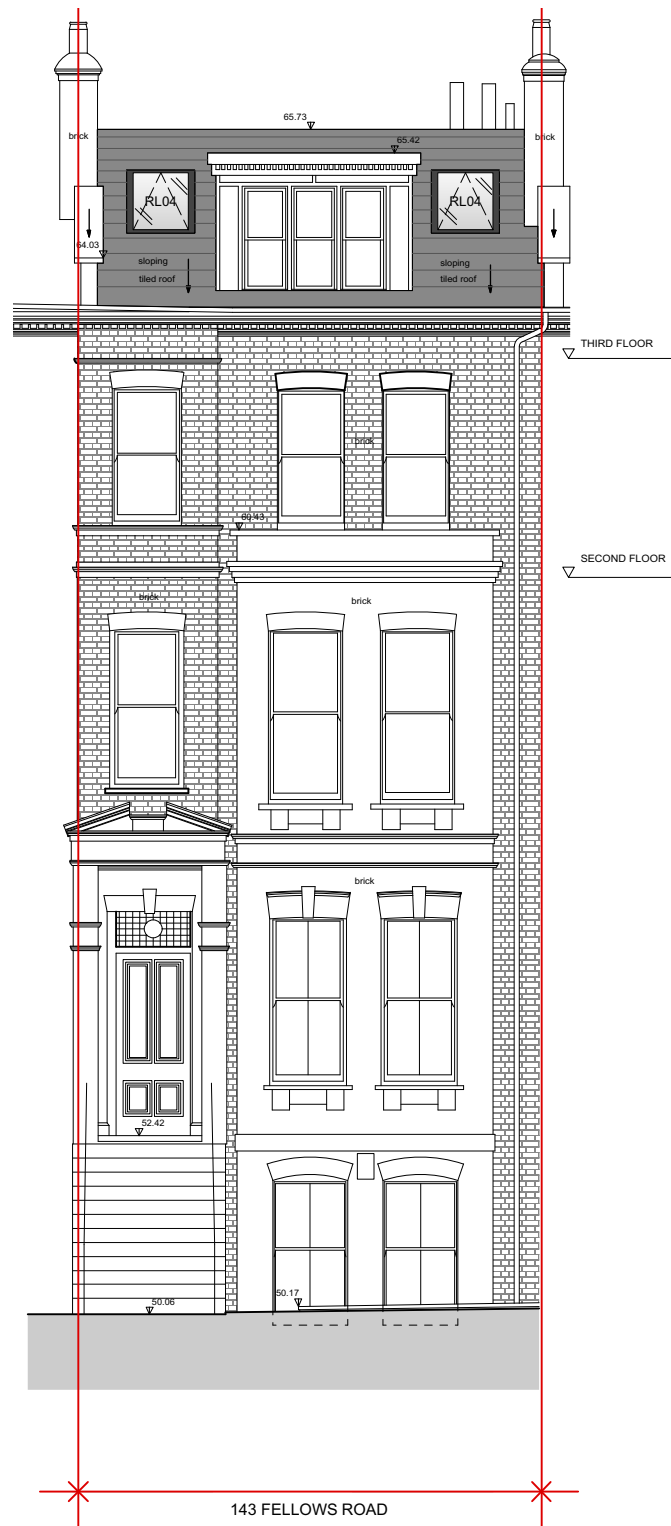 65.73
brick
65.42
brick
RL04
RL04
64.03
sloping
tiled roof
sloping
tiled roof
THIRD FLOOR
brick
60.43
SECOND FLOOR
brick
brick
brick
52.42
50.17
50.06
143 FELLOWS ROAD